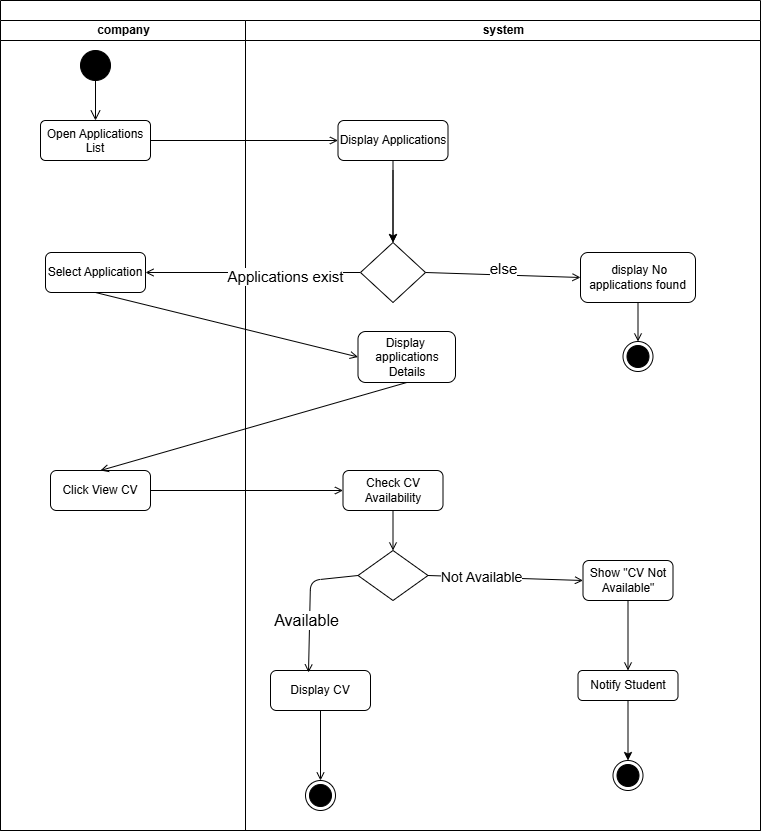 company
system
Open Applications
List
Display Applications
Select Application
Applications exist
else
display No
applications found
Display
applications
Details
Click View CV
Check CV
Availability
Not Available
Show "CV Not
Available"
Available
Display CV
Notify Student